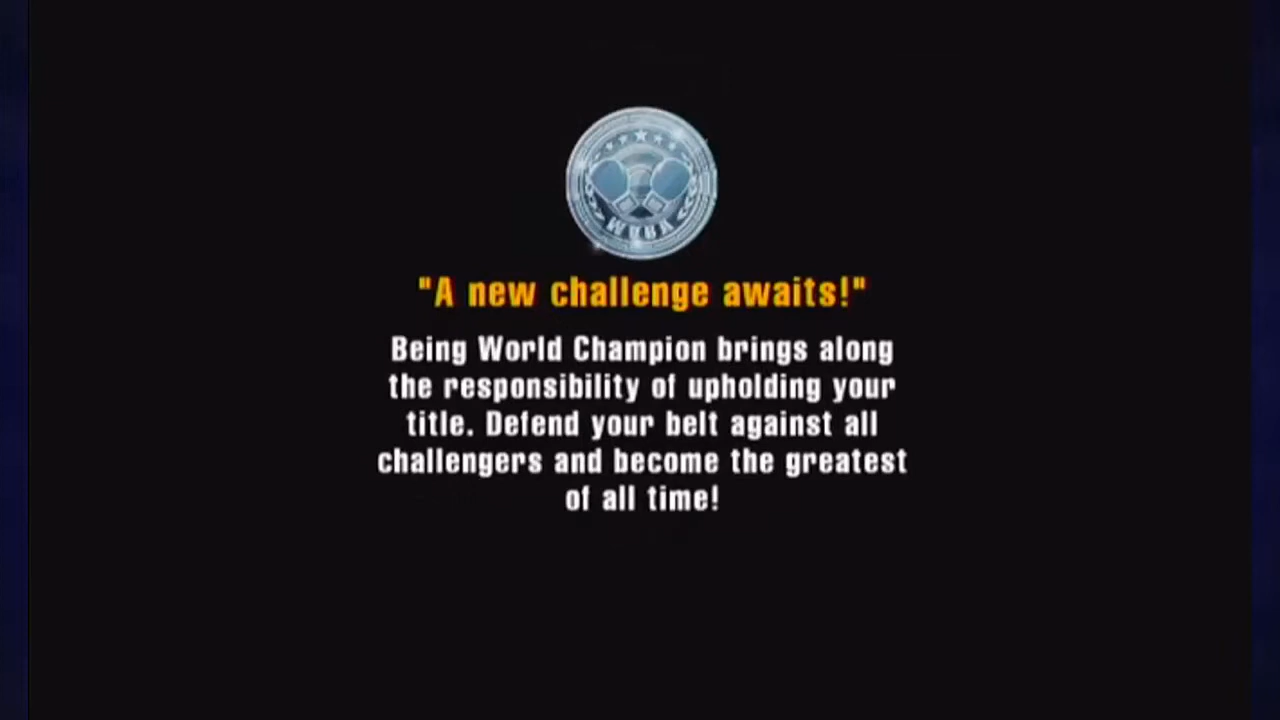 WVBA
"A new challenge awaits!"
Being World Champion brings along
the responsibility of upholding your
title. Defend your belt against all
challengers and become the greatest
of all time!